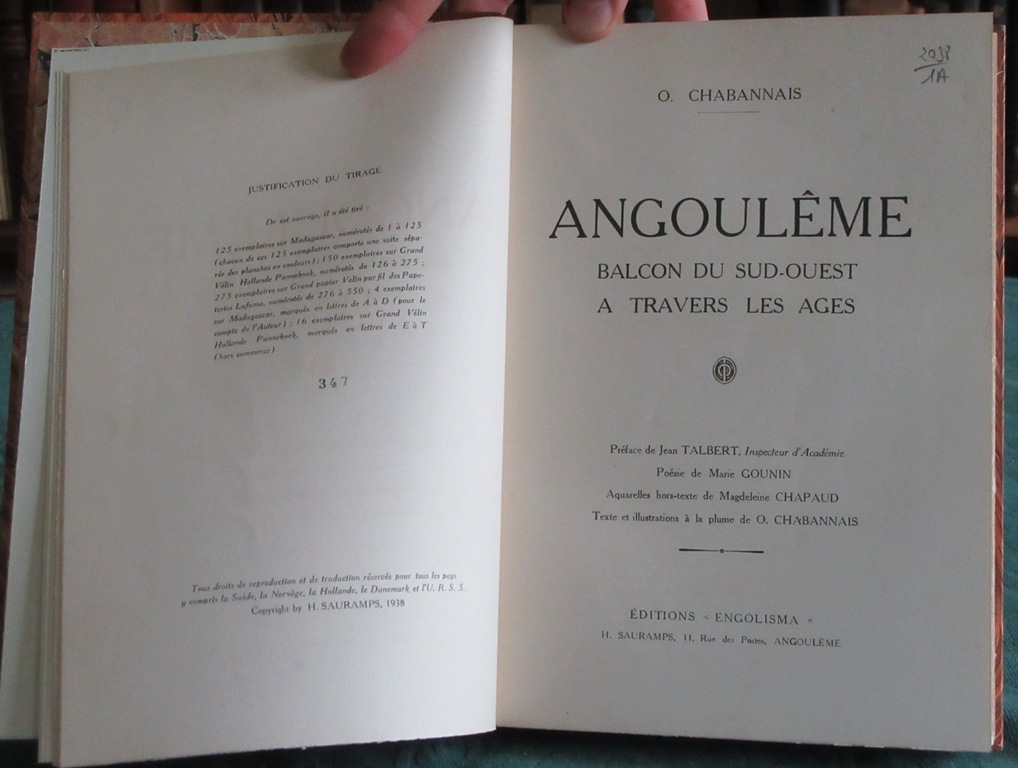 JUSTIFICATION DU TIRAGE
De cet ouvrage, il a été tiré :
125 exemplaires sur Madagascar, numérotés de 1 à 125
(chacun de ces 125 exemplaires comporte une suite sépa-
rée des planches en couleurs) ; 150 exemplaires sur Grand
Vélin Hollande Pannekoek, numérotés de 126 à 275 ;
275 exemplaires sur Grand papier Vélin pur fil des Pape-
teries Lafuma, numérotés de 276 à 550 ; 4 exemplaires
sur Madagascar, marqués en lettres de A à D (pour le
compte de l'Auteur) ; 16 exemplaires sur Grand Vélin
Hollande Pannekoek, marqués en lettres de E à T
(hors commerce)
347
Tous droits de reproduction et de traduction réservés pour tous les pays
y compris la Suède, la Norvège, la Hollande, le Danemark et l'U. R. S. S.
Copyright by H. SAURAMPS, 1938
2038
1A
O. CHABANNAIS
ANGOULÊME
BALCON DU SUD-OUEST
A TRAVERS LES AGES
Préface de Jean TALBERT, Inspecteur d'Académie
Poésie de Marie GOUNIN
Aquarelles hors-texte de Magdeleine CHAPAUD
Texte et illustrations à la plume de O. CHABANNAIS
ÉDITIONS « ENGOLISMA »
H. SAURAMPS, 11, Rue des Postes, ANGOULÊME